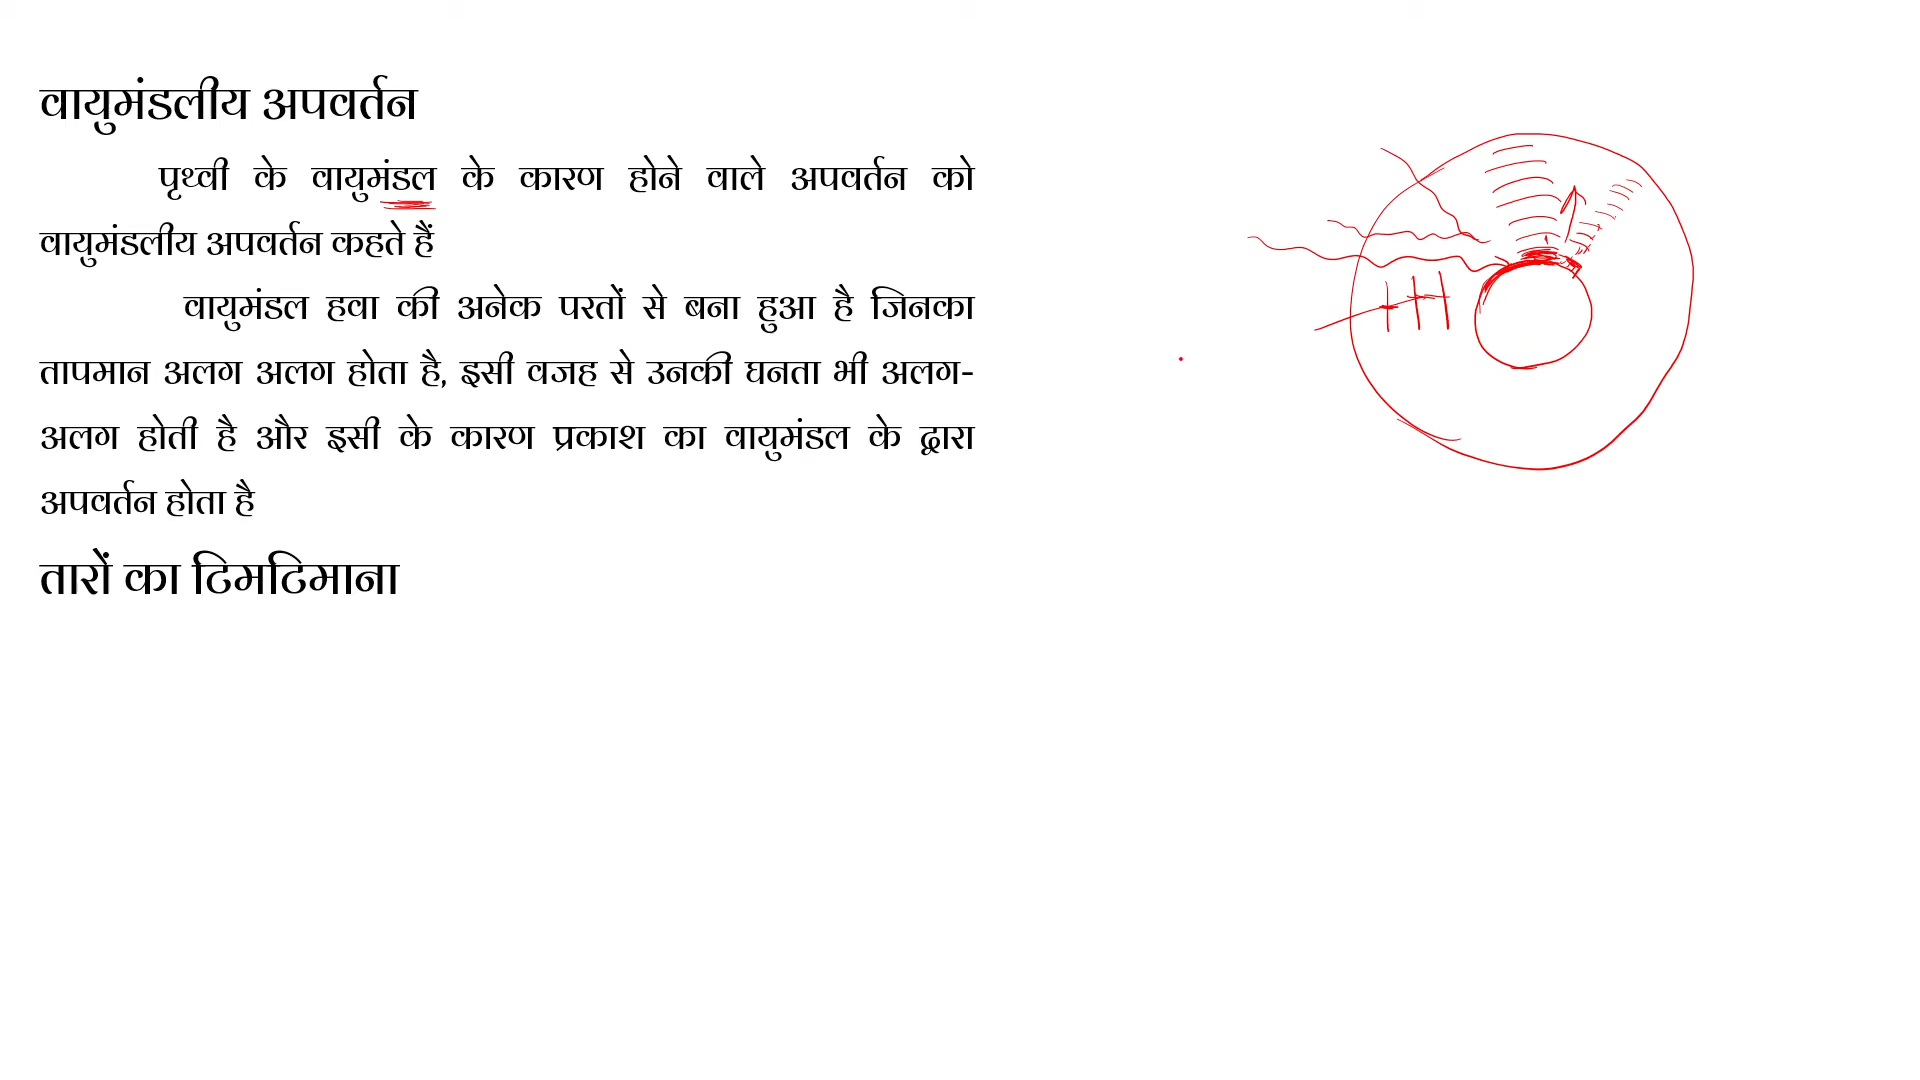 वायुमंडलीय अपवर्तन
पृथ्वी के वायुमंडल के कारण होने वाले अपवर्तन को
वायुमंडलीय अपवर्तन कहते हैं
वायुमंडल हवा की अनेक परतों से बना हुआ है जिनका
तापमान अलग अलग होता है, इसी वजह से उनकी घनता भी अलग-
अलग होती है और इसी के कारण प्रकाश का वायुमंडल के द्वारा
अपवर्तन होता है
तारों का टिमटिमाना